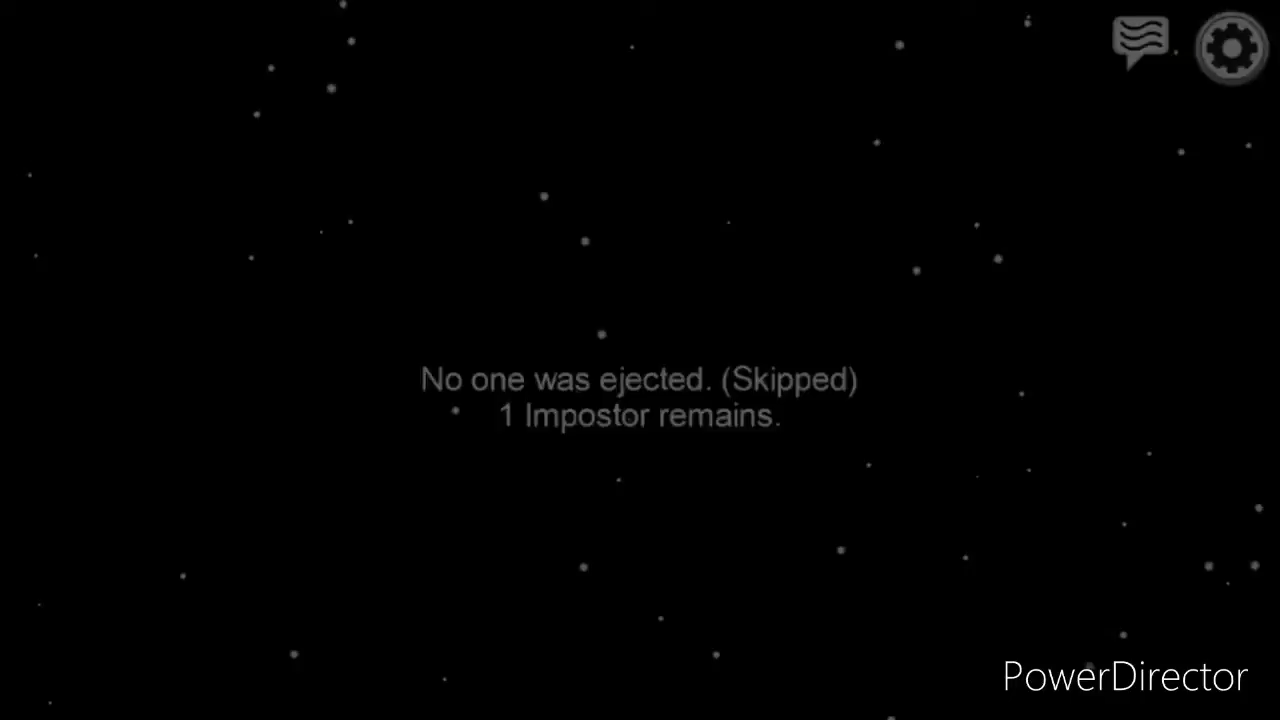 No one was ejected. (Skipped)
1 Impostor remains.
PowerDirector